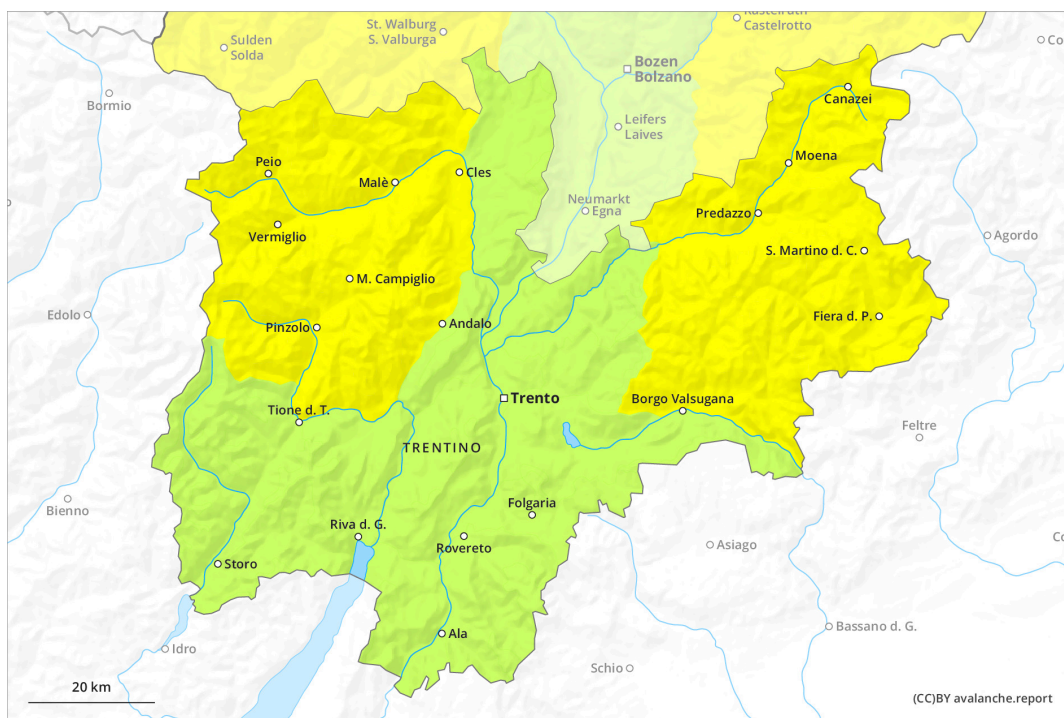 St. Walburg
S. Valburga
Castelrotto
Sulden
Solda
Bozen
Bolzano
Bormio
Canazei
Leifers
Laives
Moena
Peio
Malè
Cles
Neumarkt
Egna
Predazzo
Vermiglio
Agordo
S. Martino d. C.
M. Campiglio
Edolo
Pinzolo
Andalo
Fiera d. P.
Trento
Borgo Valsugana
Tione d. T.
Feltre
TRENTINO
Bienno
Folgaria
Riva d. G.
Rovereto
Asiago
Storo
Ala
Bassano d. G.
Idro
Schio
20 km
(CC)BY avalanche.report